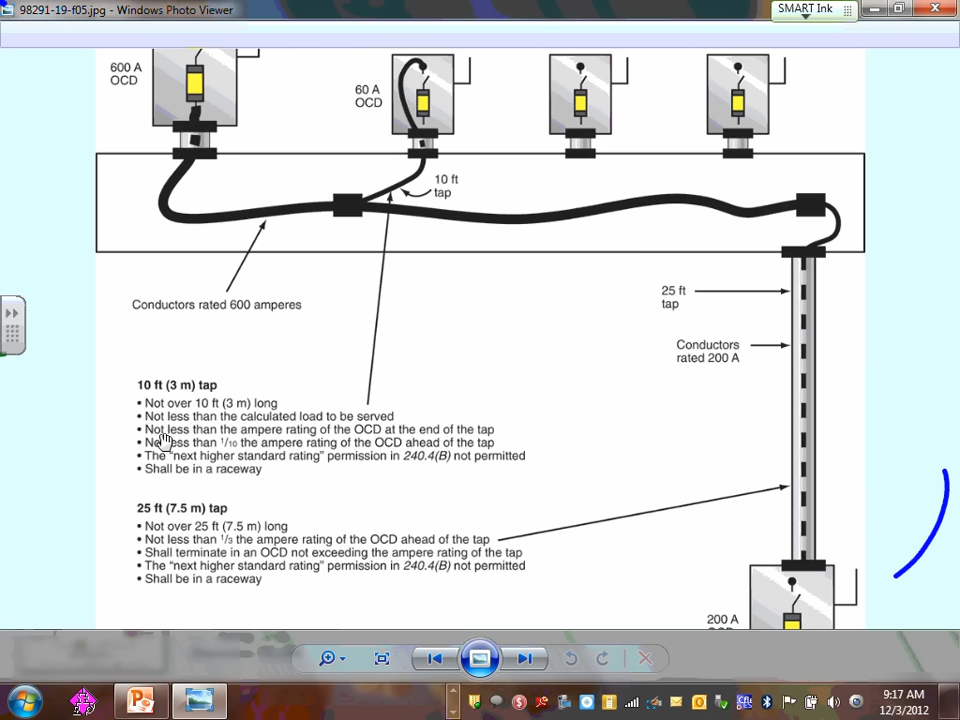 98291-19-f05.jpg - Windows Photo Viewer
SMART Ink
600 A
OCD
60 A
OCD
10 ft
tap
Conductors rated 600 amperes
25 ft
tap
Conductors
rated 200 A
10 ft (3 m) tap
• Not over 10 ft (3 m) long
• Not less than the calculated load to be served
• Not less than the ampere rating of the OCD at the end of the tap
• Not less than 1/10 the ampere rating of the OCD ahead of the tap
• The "next higher standard rating" permission in 240.4(B) not permitted
• Shall be in a raceway
25 ft (7.5 m) tap
• Not over 25 ft (7.5 m) long
• Not less than 1/3 the ampere rating of the OCD ahead of the tap
• Shall terminate in an OCD not exceeding the ampere rating of the tap
• The "next higher standard rating" permission in 240.4(B) not permitted
• Shall be in a raceway
200 A
9:17 AM
12/3/2012